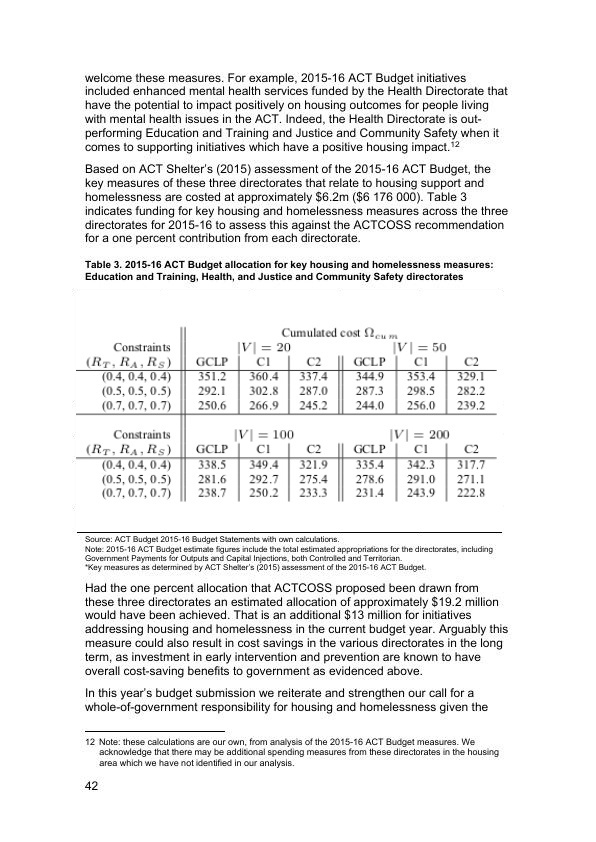 welcome these measures. For example, 2015-16 ACT Budget initiatives
included enhanced mental health services funded by the Health Directorate that
have the potential to impact positively on housing outcomes for people living
with mental health issues in the ACT. Indeed, the Health Directorate is out-
performing Education and Training and Justice and Community Safety when it
comes to supporting initiatives which have a positive housing impact.12
Based on ACT Shelter's (2015) assessment of the 2015-16 ACT Budget, the
key measures of these three directorates that relate to housing support and
homelessness are costed at approximately $6.2m ($6 176 000). Table 3
indicates funding for key housing and homelessness measures across the three
directorates for 2015-16 to assess this against the ACTCOSS recommendation
for a one percent contribution from each directorate.
Table 3. 2015-16 ACT Budget allocation for key housing and homelessness measures:
Education and Training, Health, and Justice and Community Safety directorates
Cumulated cost Ω_cum
Constraints |V| = 20 |V| = 50
(R_T, R_A, R_S) GCLP C1 C2 GCLP C1 C2
(0.4, 0.4, 0.4) 351.2 360.4 337.4 344.9 353.4 329.1
(0.5, 0.5, 0.5) 292.1 302.8 287.0 287.3 298.5 282.2
(0.7, 0.7, 0.7) 250.6 266.9 245.2 244.0 256.0 239.2
Constraints |V| = 100 |V| = 200
(R_T, R_A, R_S) GCLP C1 C2 GCLP C1 C2
(0.4, 0.4, 0.4) 338.5 349.4 321.9 335.4 342.3 317.7
(0.5, 0.5, 0.5) 281.6 292.7 275.4 278.6 291.0 271.1
(0.7, 0.7, 0.7) 238.7 250.2 233.3 231.4 243.9 222.8
Source: ACT Budget 2015-16 Budget Statements with own calculations.
Note: 2015-16 ACT Budget estimate figures include the total estimated appropriations for the directorates, including
Government Payments for Outputs and Capital Injections, both Controlled and Territorian.
*Key measures as determined by ACT Shelter's (2015) assessment of the 2015-16 ACT Budget.
Had the one percent allocation that ACTCOSS proposed been drawn from
these three directorates an estimated allocation of approximately $19.2 million
would have been achieved. That is an additional $13 million for initiatives
addressing housing and homelessness in the current budget year. Arguably this
measure could also result in cost savings in the various directorates in the long
term, as investment in early intervention and prevention are known to have
overall cost-saving benefits to government as evidenced above.
In this year's budget submission we reiterate and strengthen our call for a
whole-of-government responsibility for housing and homelessness given the
12 Note: these calculations are our own, from analysis of the 2015-16 ACT Budget measures. We
acknowledge that there may be additional spending measures from these directorates in the housing
area which we have not identified in our analysis.
42